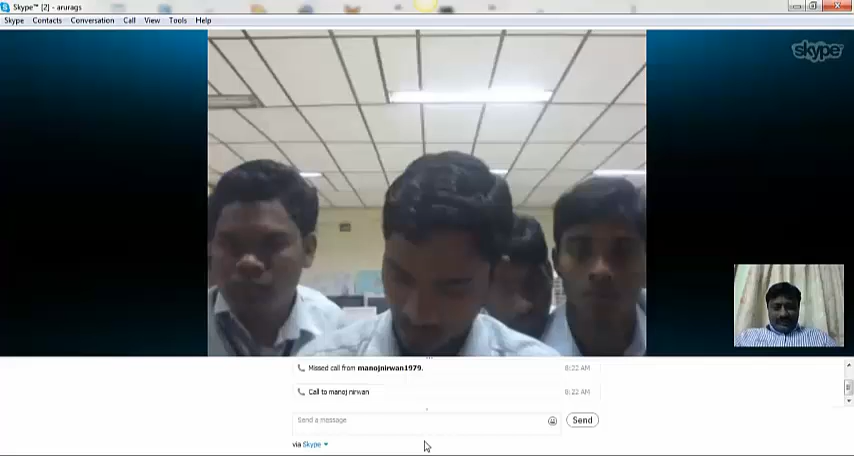 Skype™ [2] - arurags
Skype Contacts Conversation Call View Tools Help
skype
Missed call from manojnirwan1979. 8:22 AM
Call to manoj nirwan 8:22 AM
Send a message
Send
via Skype